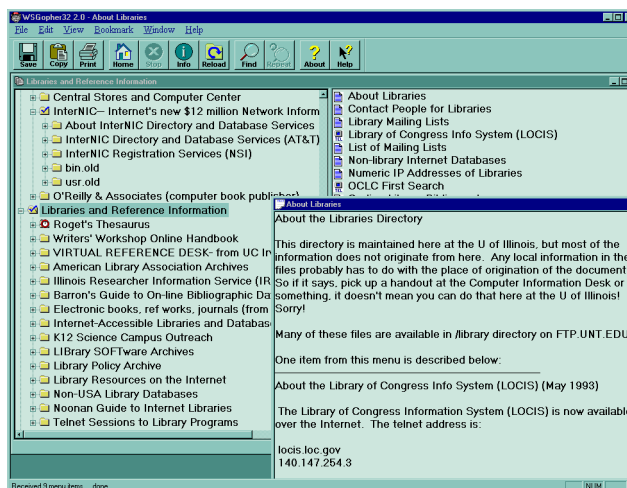 WSGopher32 2.0 - About Libraries
File Edit View Bookmark Window Help
Save Copy Print Home Stop Info Reload Find Repeat About Help
Libraries and Reference Information
Central Stores and Computer Center
InterNIC— Internet's new $12 million Network Inform
About InterNIC Directory and Database Services
InterNIC Directory and Database Services (AT&T)
InterNIC Registration Services (NSI)
bin.old
usr.old
O'Reilly & Associates (computer book publisher)
Libraries and Reference Information
Roget's Thesaurus
Writers' Workshop Online Handbook
VIRTUAL REFERENCE DESK- from UC Ir
American Library Association Archives
Illinois Researcher Information Service (IR
Barron's Guide to On-line Bibliographic Da
Electronic books, ref works, journals (from
Internet-Accessible Libraries and Databas
K12 Science Campus Outreach
LIBrary SOFTware Archives
Library Policy Archive
Library Resources on the Internet
Non-USA Library Databases
Noonan Guide to Internet Libraries
Telnet Sessions to Library Programs
About Libraries
Contact People for Libraries
Library Mailing Lists
Library of Congress Info System (LOCIS)
List of Mailing Lists
Non-library Internet Databases
Numeric IP Addresses of Libraries
OCLC First Search
About Libraries
About the Libraries Directory
This directory is maintained here at the U of Illinois, but most of the
information does not originate from here. Any local information in the
files probably has to do with the place of origination of the document
So if it says, pick up a handout at the Computer Information Desk or
something, it doesn't mean you can do that here at the U of Illinois!
Sorry!
Many of these files are available in /library directory on FTP.UNT.EDU
One item from this menu is described below:
About the Library of Congress Info System (LOCIS) (May 1993)
The Library of Congress Information System (LOCIS) is now available
over the Internet. The telnet address is:
locis.loc.gov
140.147.254.3
Received 9 menu items... done
NUM